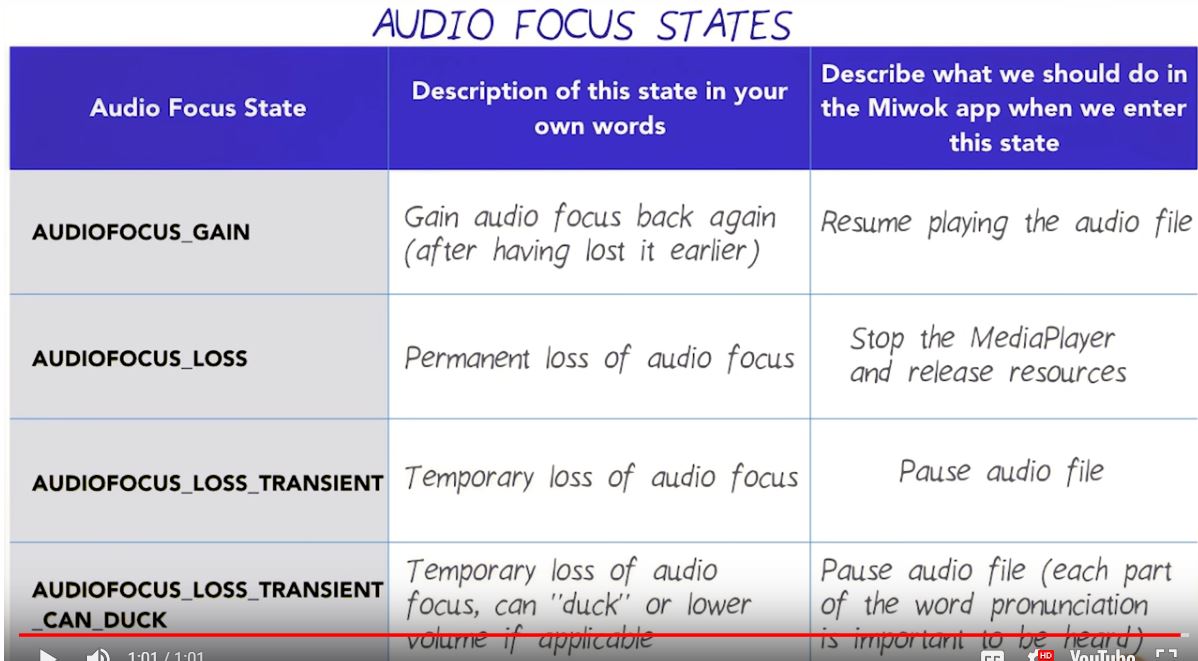 AUDIO FOCUS STATES
Audio Focus State
Description of this state in your
own words
Describe what we should do in
the Miwok app when we enter
this state
AUDIOFOCUS_GAIN
Gain audio focus back again
(after having lost it earlier)
Resume playing the audio file
AUDIOFOCUS_LOSS
Permanent loss of audio focus
Stop the MediaPlayer
and release resources
AUDIOFOCUS_LOSS_TRANSIENT
Temporary loss of audio focus
Pause audio file
AUDIOFOCUS_LOSS_TRANSIENT
_CAN_DUCK
Temporary loss of audio
focus, can "duck" or lower
volume if applicable
Pause audio file (each part
of the word pronunciation
is important to be heard)
1:01 / 1:01
CC
HD
YouTube